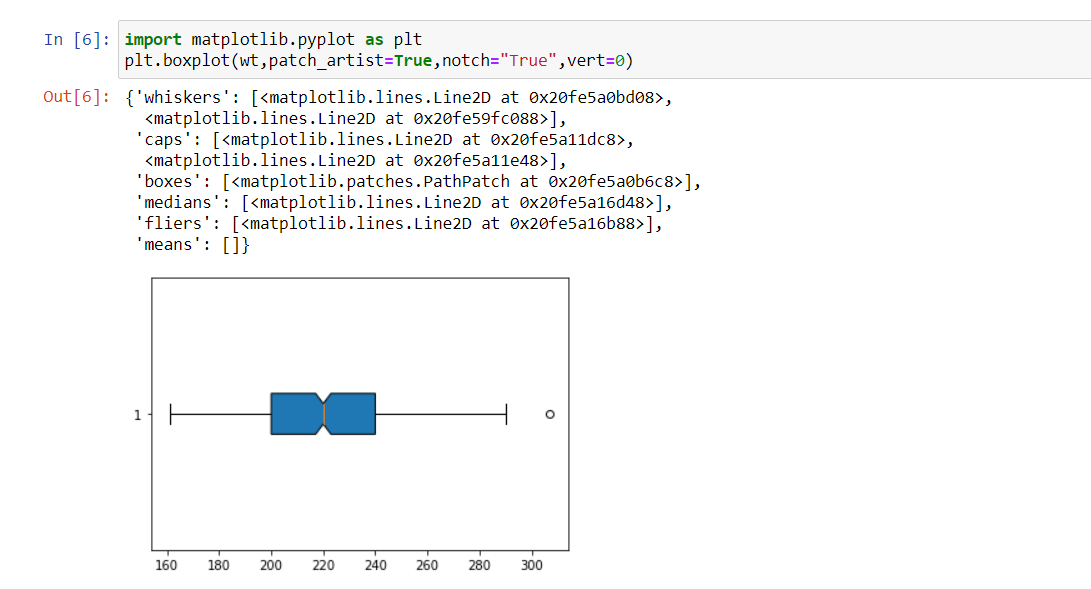 In [6]: import matplotlib.pyplot as plt
plt.boxplot(wt,patch_artist=True,notch="True",vert=0)
Out[6]: {'whiskers': [<matplotlib.lines.Line2D at 0x20fe5a0bd08>,
<matplotlib.lines.Line2D at 0x20fe59fc088>],
'caps': [<matplotlib.lines.Line2D at 0x20fe5a11dc8>,
<matplotlib.lines.Line2D at 0x20fe5a11e48>],
'boxes': [<matplotlib.patches.PathPatch at 0x20fe5a0b6c8>],
'medians': [<matplotlib.lines.Line2D at 0x20fe5a16d48>],
'fliers': [<matplotlib.lines.Line2D at 0x20fe5a16b88>],
'means': []}
1
160 180 200 220 240 260 280 300